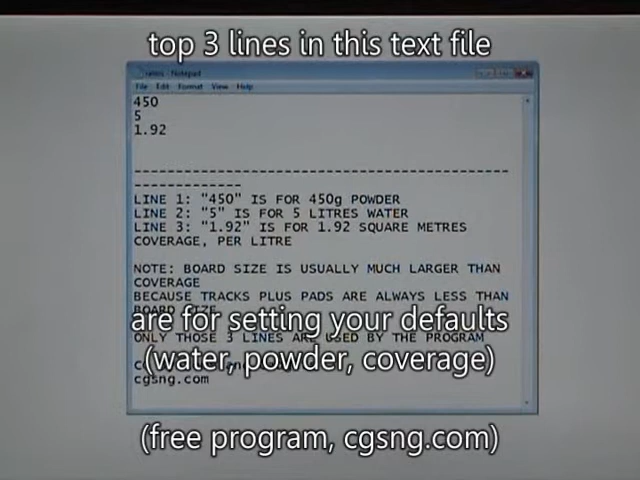 top 3 lines in this text file
Notepad
File Edit Format View Help
450
5
1.92
--------------------------------------------
-------------
LINE 1: "450" IS FOR 450g POWDER
LINE 2: "5" IS FOR 5 LITRES WATER
LINE 3: "1.92" IS FOR 1.92 SQUARE METRES
COVERAGE, PER LITRE
NOTE: BOARD SIZE IS USUALLY MUCH LARGER THAN
COVERAGE
BECAUSE TRACKS PLUS PADS ARE ALWAYS LESS THAN
BOARD SIZE
are for setting your defaults
ONLY THOSE 3 LINES ARE USED BY THE PROGRAM
(water, powder, coverage)
cgsng.com
(free program, cgsng.com)